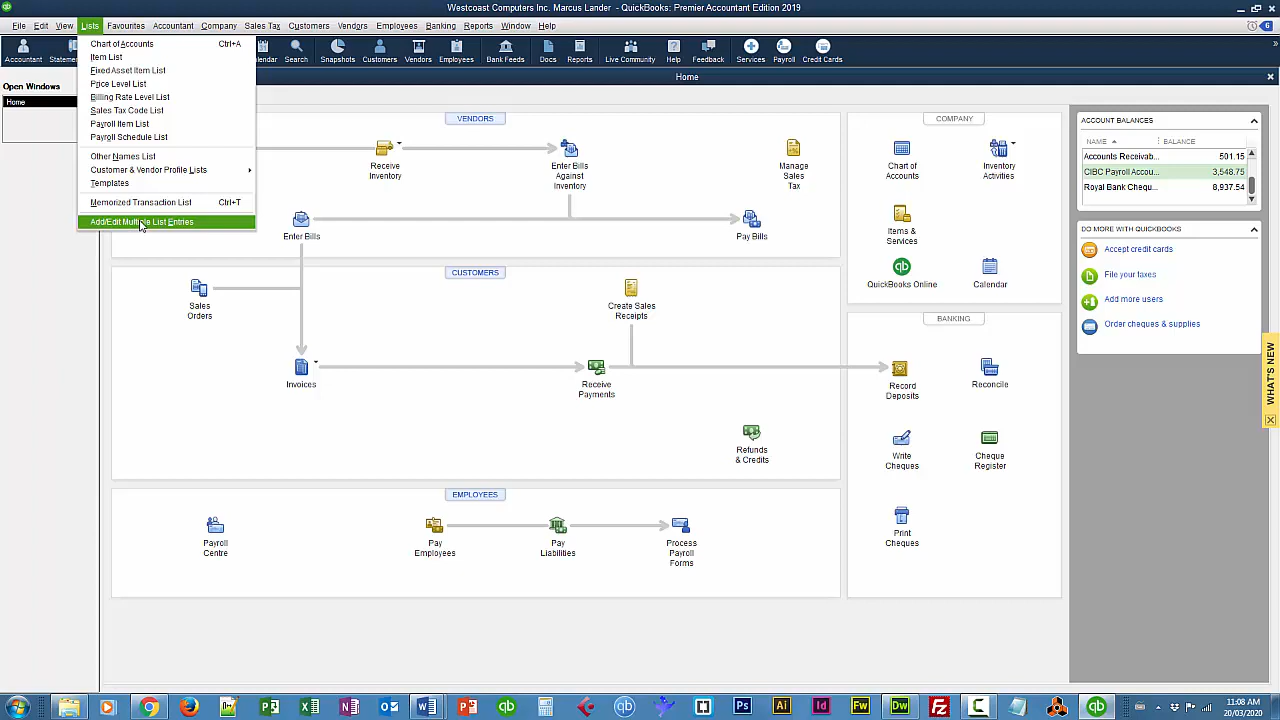 Westcoast Computers Inc. Marcus Lander - QuickBooks: Premier Accountant Edition 2019
File Edit View Lists Favourites Accountant Company Sales Tax Customers Vendors Employees Banking Reports Window Help
6
Accountant
Search
Snapshots
Customers
Vendors
Employees
Bank Feeds
Docs
Reports
Live Community
Help
Feedback
Services
Payroll
Credit Cards
Open Windows
Home
Home
Chart of Accounts Ctrl+A
Item List
Fixed Asset Item List
Price Level List
Billing Rate Level List
Sales Tax Code List
Payroll Item List
Payroll Schedule List
Other Names List
Customer & Vendor Profile Lists
Templates
Memorized Transaction List Ctrl+T
Add/Edit Multiple List Entries
VENDORS
Receive
Inventory
Enter Bills
Against
Inventory
Manage
Sales
Tax
Enter Bills
Pay Bills
CUSTOMERS
Sales
Orders
Create Sales
Receipts
Invoices
Receive
Payments
Refunds
& Credits
EMPLOYEES
Payroll
Centre
Pay
Employees
Pay
Liabilities
Process
Payroll
Forms
COMPANY
Chart of
Accounts
Inventory
Activities
Items &
Services
QuickBooks Online
Calendar
BANKING
Record
Deposits
Reconcile
Write
Cheques
Cheque
Register
Print
Cheques
ACCOUNT BALANCES
NAME BALANCE
Accounts Receivab... 501.15
CIBC Payroll Accou... 3,548.75
Royal Bank Chequ... 8,937.54
DO MORE WITH QUICKBOOKS
Accept credit cards
File your taxes
Add more users
Order cheques & supplies
WHAT'S NEW
Ps
Ai
Id
Fw
Dw
Fz
11:08 AM
20/03/2020